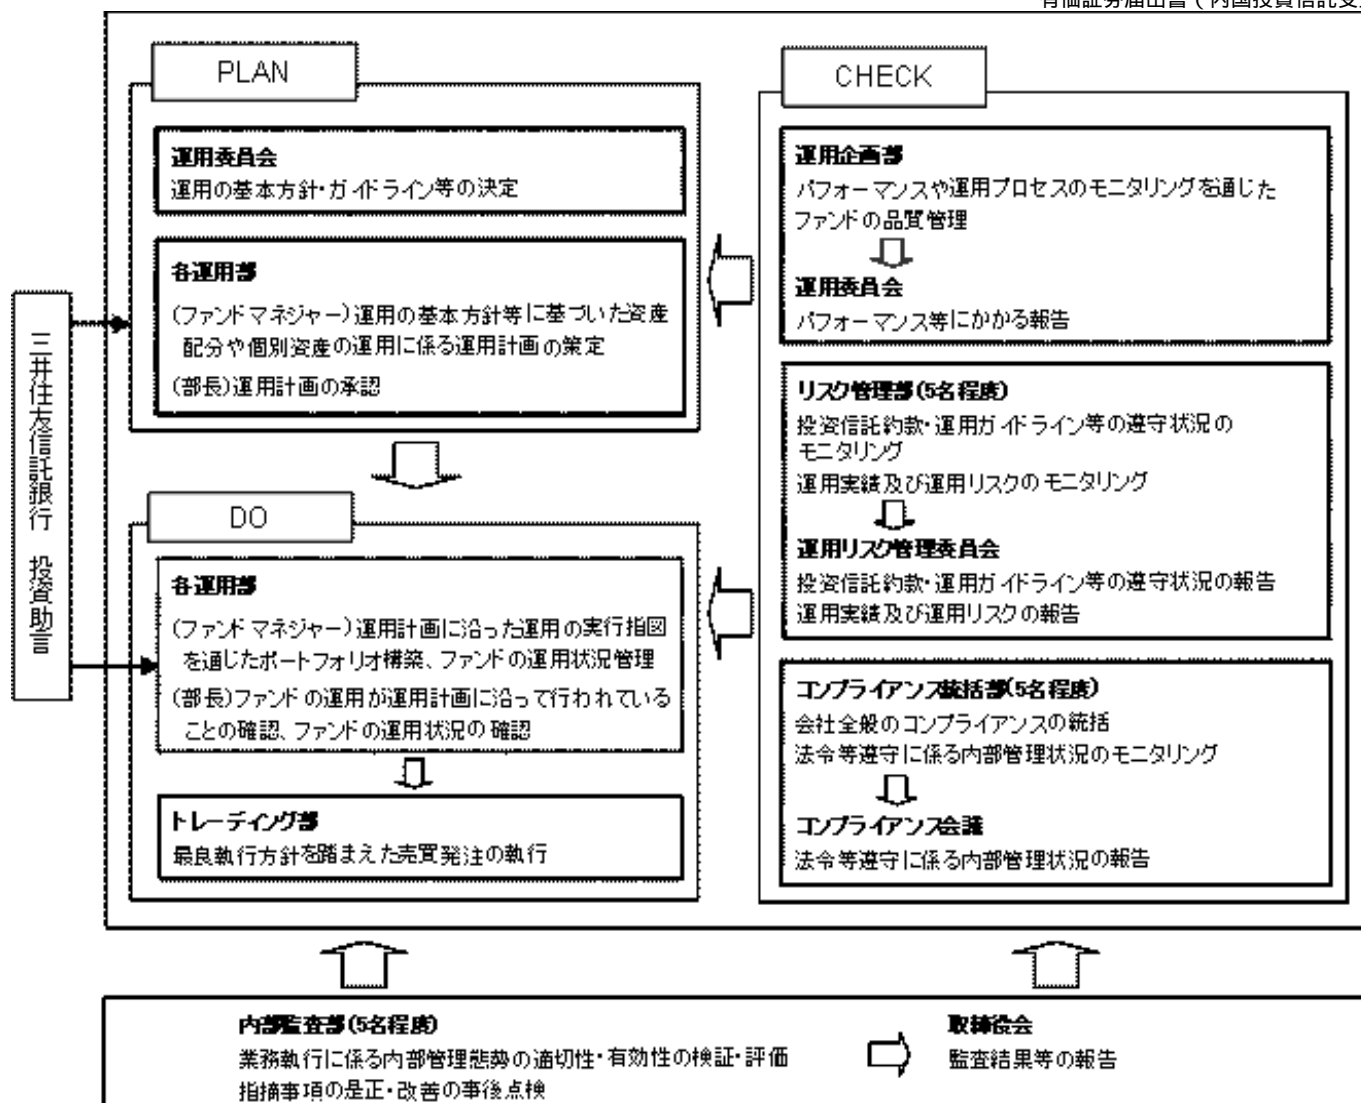 有価証券届出書（内国投資信託受
PLAN
運用委員会
運用の基本方針・ガイドライン等の決定
各運用部
(ファンドマネジャー)運用の基本方針等に基づいた資産
配分や個別資産の運用に係る運用計画の策定
(部長)運用計画の承認
三井住友信託銀行 投資助言
DO
各運用部
(ファンドマネジャー)運用計画に沿った運用の実行指図
を通じたポートフォリオ構築、ファンドの運用状況管理
(部長)ファンドの運用が運用計画に沿って行われている
ことの確認、ファンドの運用状況の確認
トレーディング部
最良執行方針を踏まえた売買発注の執行
CHECK
運用企画部
パフォーマンスや運用プロセスのモニタリングを通じた
ファンドの品質管理
運用委員会
パフォーマンス等にかかる報告
リスク管理部(5名程度)
投資信託約款・運用ガイドライン等の遵守状況の
モニタリング
運用実績及び運用リスクのモニタリング
運用リスク管理委員会
投資信託約款・運用ガイドライン等の遵守状況の報告
運用実績及び運用リスクの報告
コンプライアンス統括部(5名程度)
会社全般のコンプライアンスの統括
法令等遵守に係る内部管理状況のモニタリング
コンプライアンス会議
法令等遵守に係る内部管理状況の報告
内部監査部(5名程度)
業務執行に係る内部管理態勢の適切性・有効性の検証・評価
指摘事項の是正・改善の事後点検
取締役会
監査結果等の報告